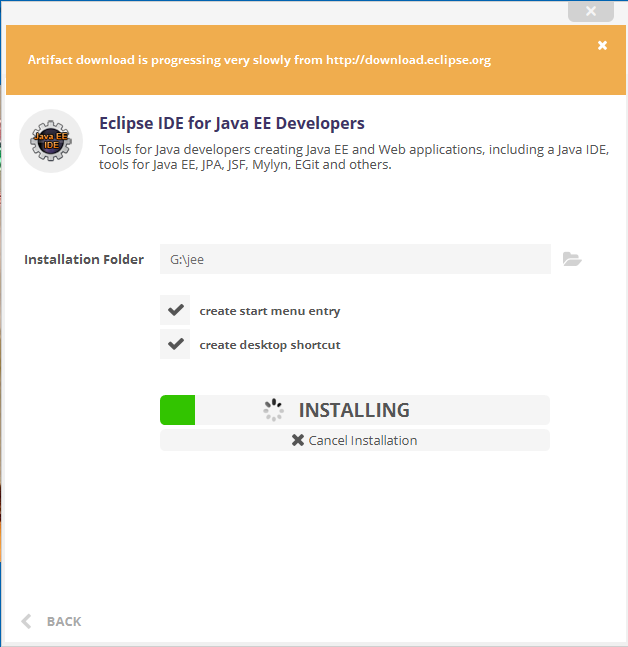 Artifact download is progressing very slowly from http://download.eclipse.org
Java EE
IDE
Eclipse IDE for Java EE Developers
Tools for Java developers creating Java EE and Web applications, including a Java IDE,
tools for Java EE, JPA, JSF, Mylyn, EGit and others.
Installation Folder
G:\jee
create start menu entry
create desktop shortcut
INSTALLING
Cancel Installation
BACK